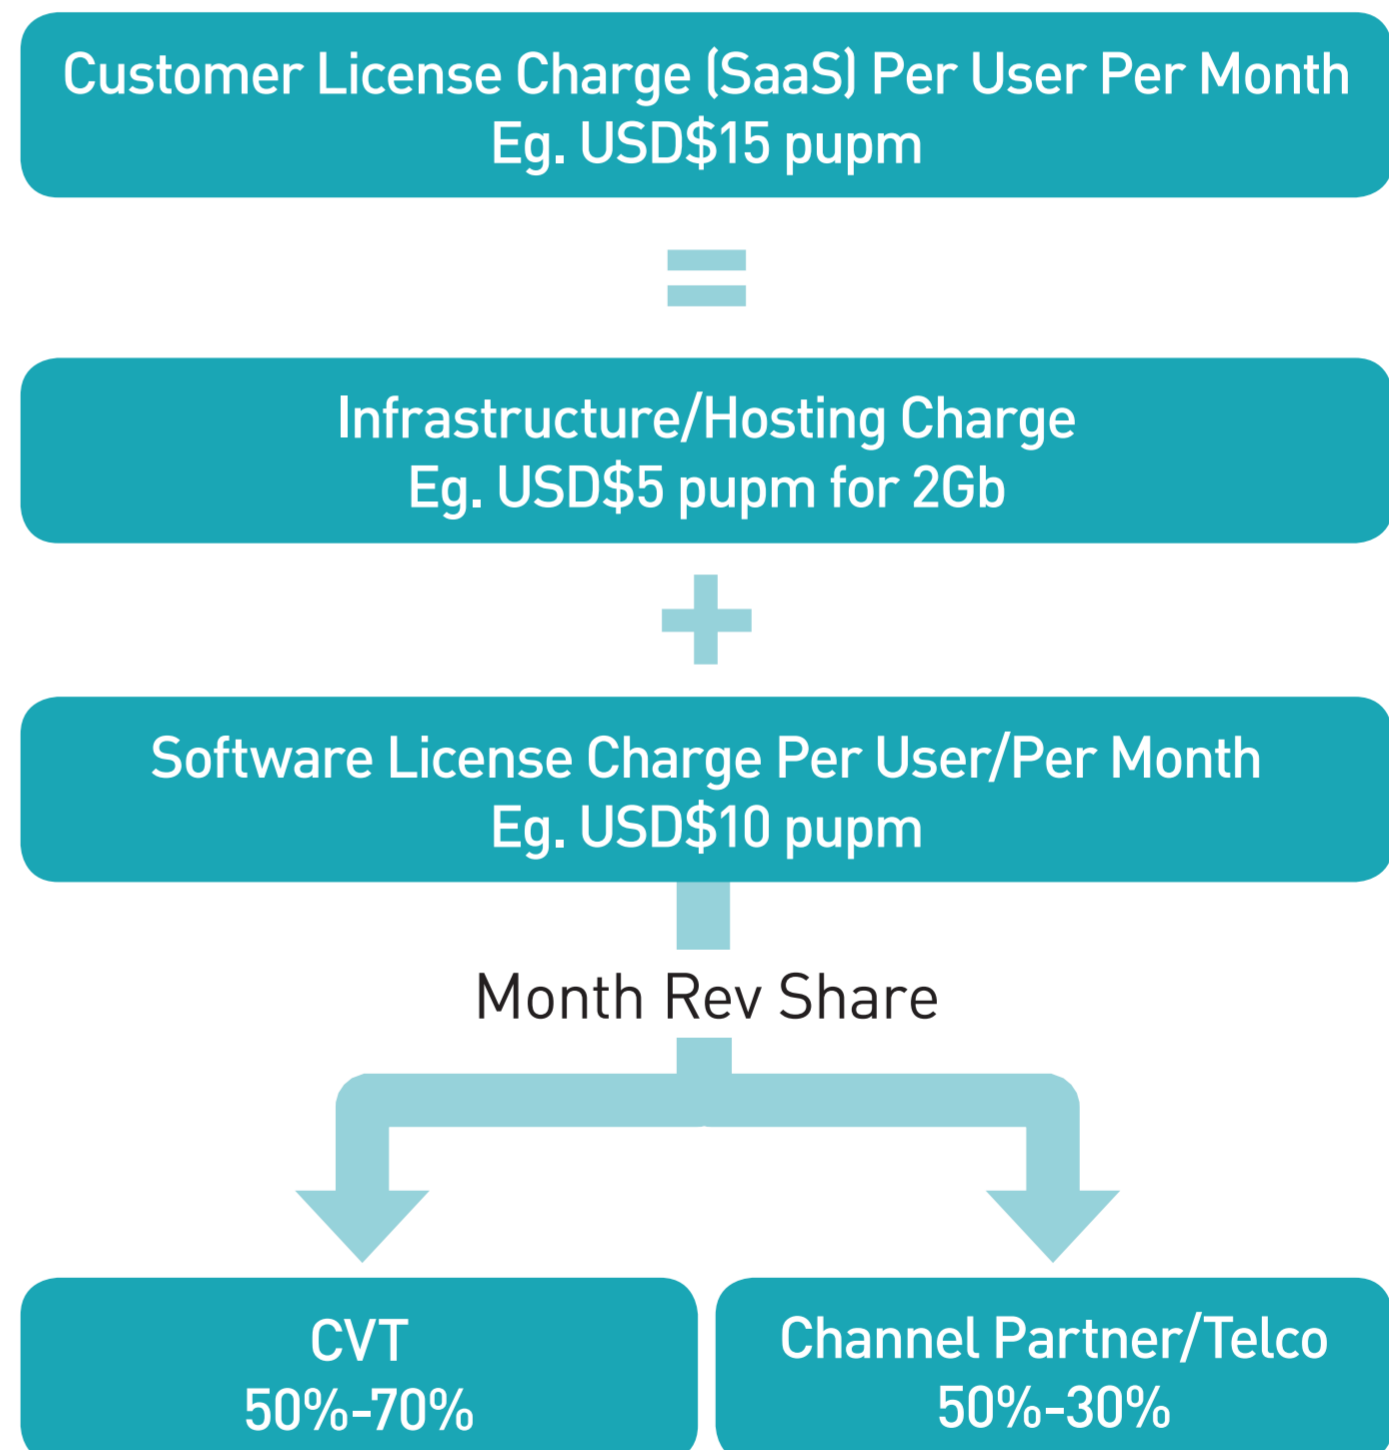 Customer License Charge (SaaS) Per User Per Month
Eg. USD$15 pupm
=
Infrastructure/Hosting Charge
Eg. USD$5 pupm for 2Gb
+
Software License Charge Per User/Per Month
Eg. USD$10 pupm
Month Rev Share
CVT
50%-70%
Channel Partner/Telco
50%-30%